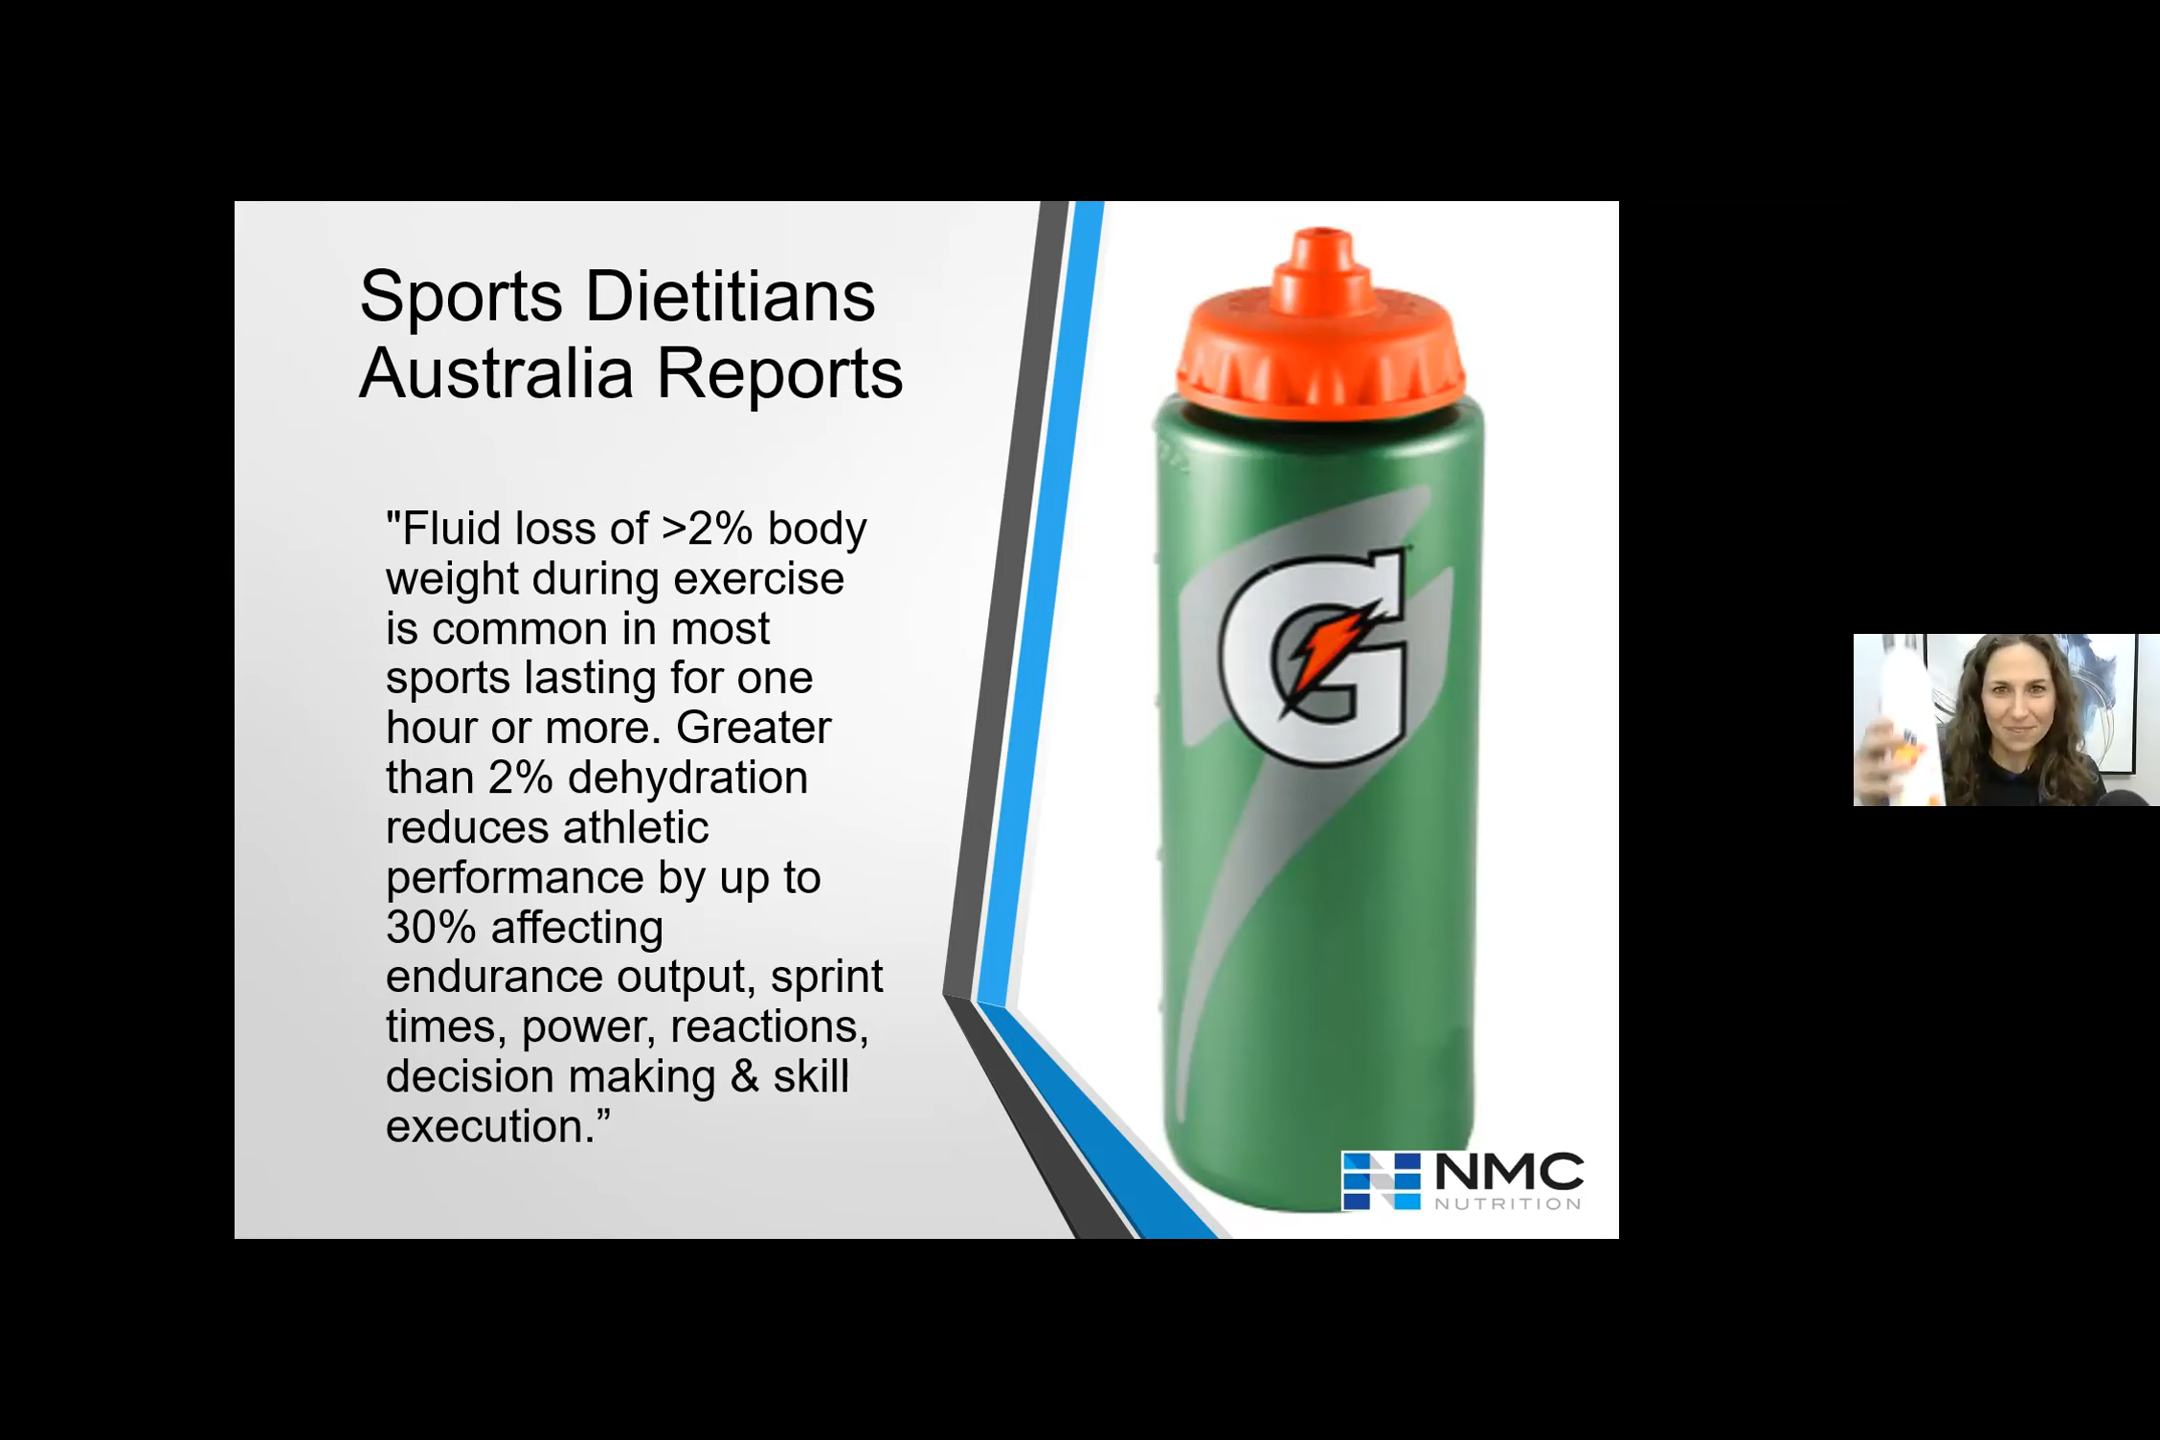 Sports Dietitians
Australia Reports
"Fluid loss of >2% body
weight during exercise
is common in most
sports lasting for one
hour or more. Greater
than 2% dehydration
reduces athletic
performance by up to
30% affecting
endurance output, sprint
times, power, reactions,
decision making & skill
execution.”
G
NMC
NUTRITION